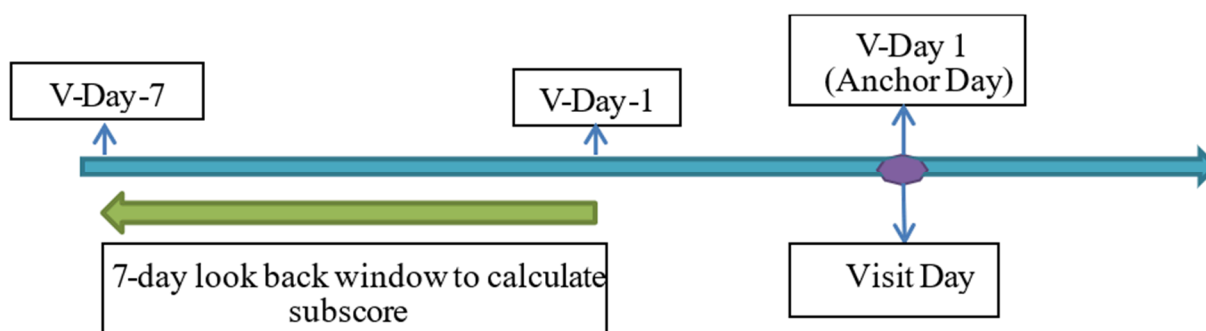 V-Day-7
V-Day-1
V-Day 1
(Anchor Day)
7-day look back window to calculate
subscore
Visit Day